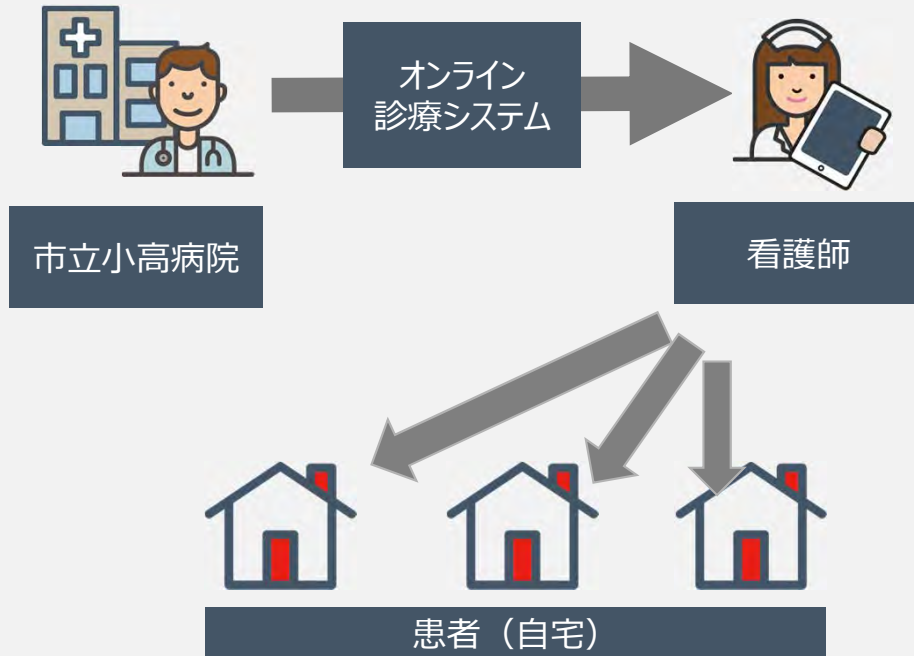 オンライン
診療システム
市立小高病院
看護師
患者（自宅）